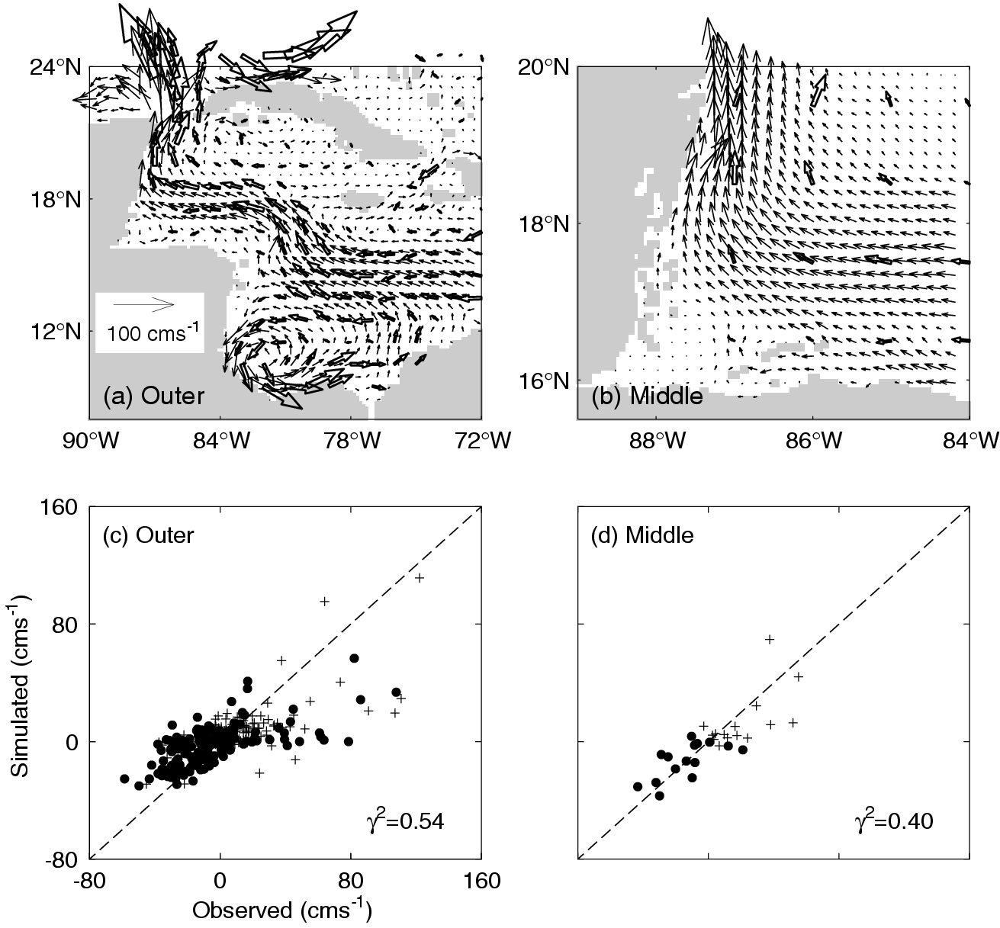 24°N
18°N
12°N
100 cms-1
(a) Outer
90°W 84°W 78°W 72°W
20°N
18°N
16°N
(b) Middle
88°W 86°W 84°W
160
80
0
-80
Simulated (cms-1)
(c) Outer
γ2=0.54
-80 0 80 160
Observed (cms-1)
(d) Middle
γ2=0.40